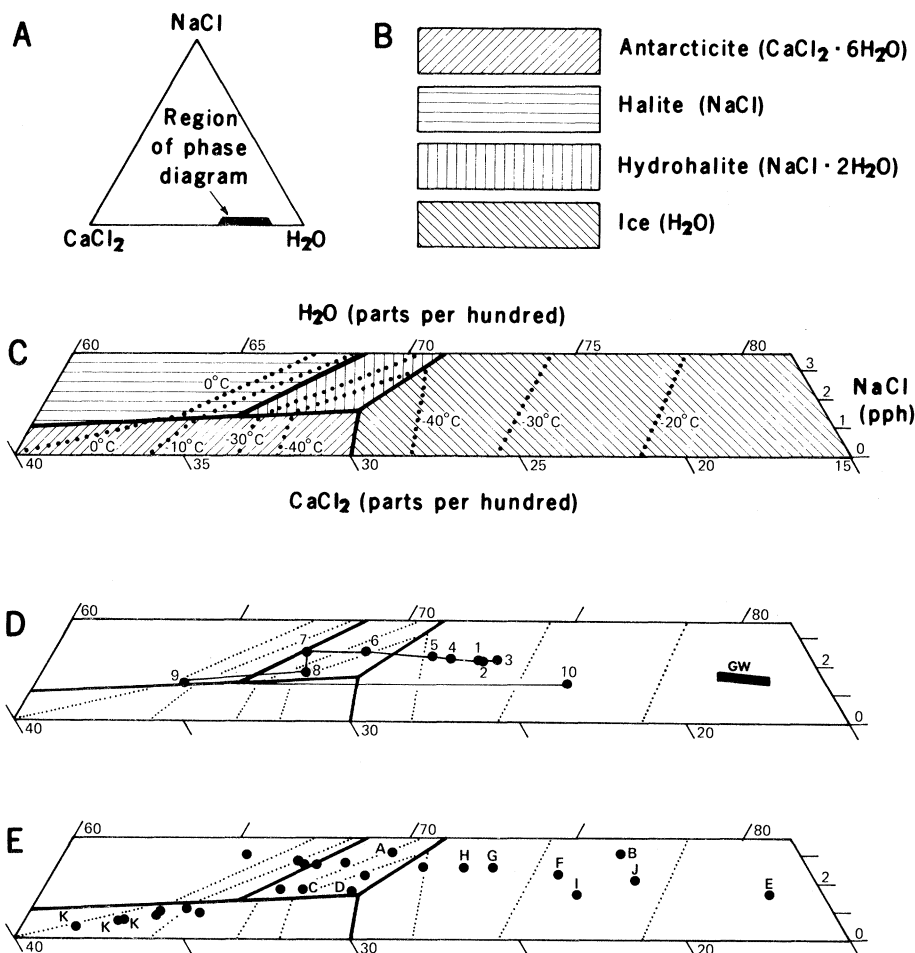 A
NaCl
Region
of phase
diagram
CaCl2
H2O
B
Antarcticite (CaCl2 · 6H2O)
Halite (NaCl)
Hydrohalite (NaCl · 2H2O)
Ice (H2O)
H2O (parts per hundred)
C
60
65
70
75
80
3
2
1
0
NaCl
(pph)
0°C
0°C
-10°C
-30°C
-40°C
-40°C
-30°C
-20°C
40
35
30
25
20
15
CaCl2 (parts per hundred)
D
60
70
80
7
6
5
4
1
2
3
8
9
10
GW
2
0
40
30
20
E
60
70
80
A
B
H
G
F
I
J
E
C
D
K
K
K
2
0
40
30
20